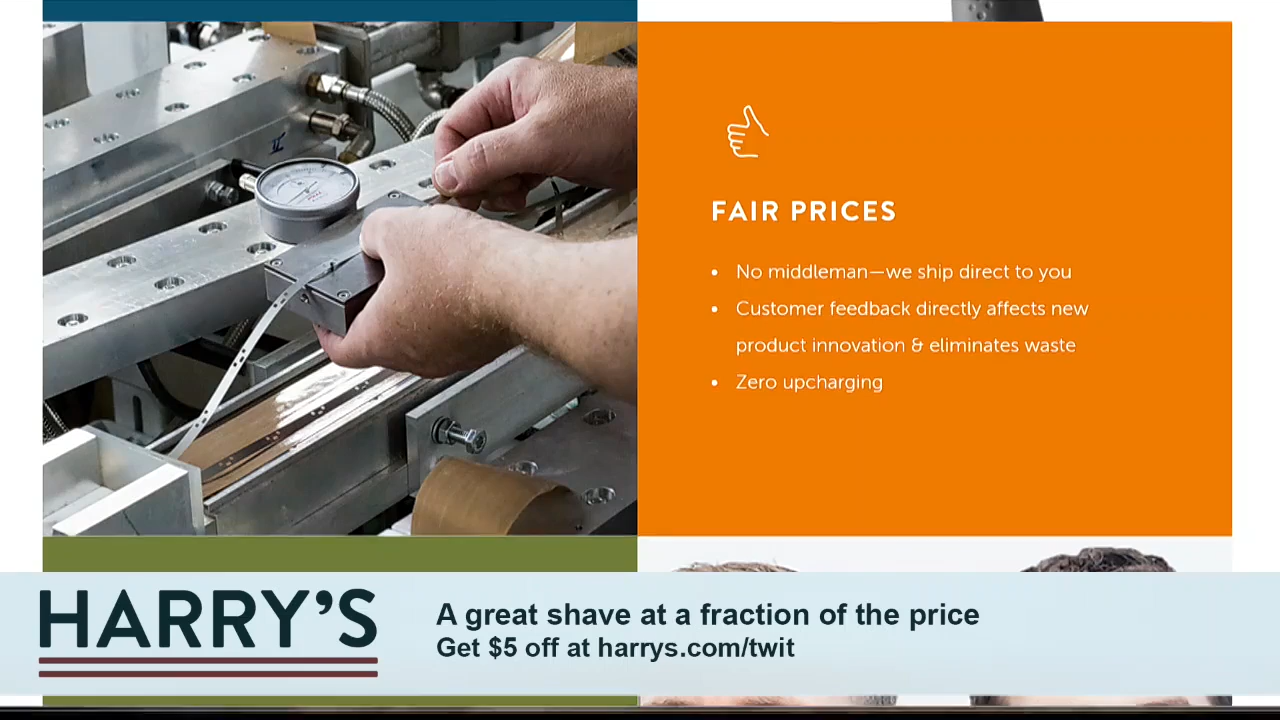 FAIR PRICES
• No middleman—we ship direct to you
• Customer feedback directly affects new
product innovation & eliminates waste
• Zero upcharging
HARRY'S
A great shave at a fraction of the price
Get $5 off at harrys.com/twit